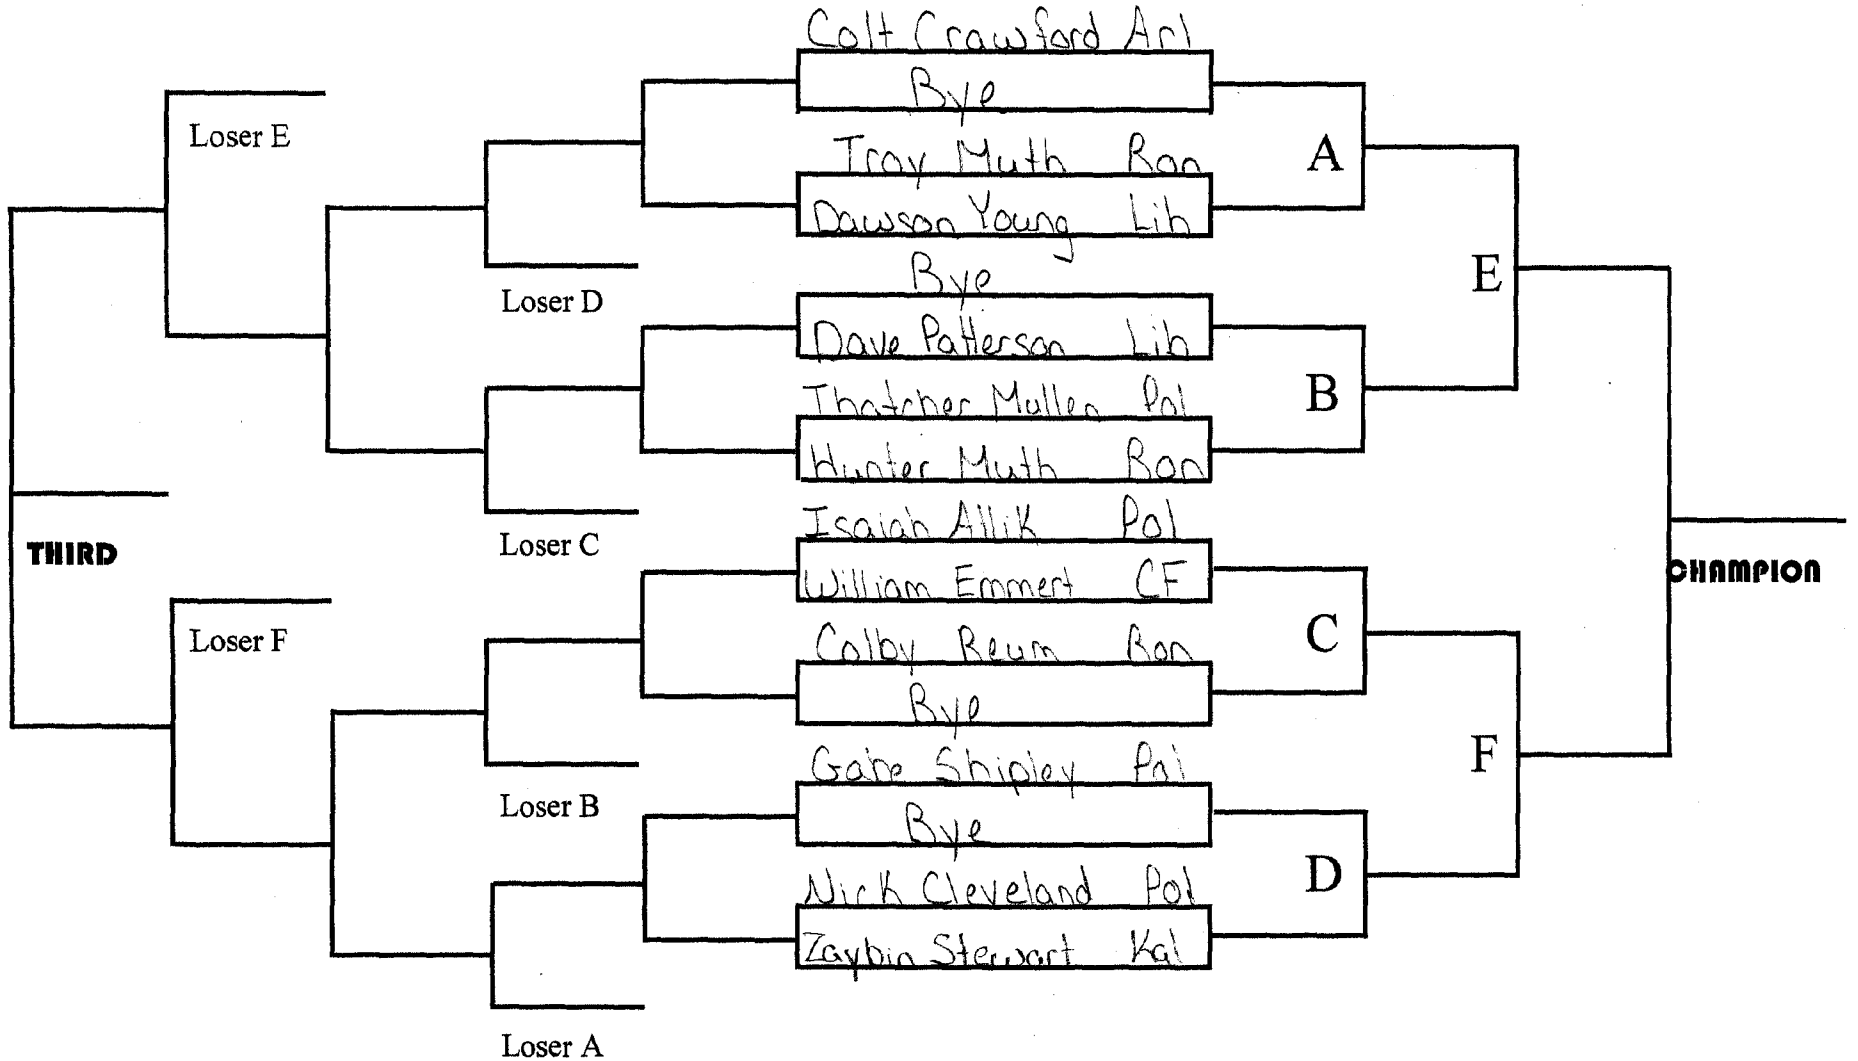 Colt Crawford Arl
Bye
Troy Muth Ron
Dawson Young Lib
Bye
Dave Patterson Lib
Thatcher Mullen Pol
Hunter Muth Ron
Isaiah Allik Pol
William Emmert CF
Colby Reum Ron
Bye
Gabe Shipley Pol
Bye
Nick Cleveland Pol
Zaybin Stewart Kal
A
B
C
D
E
F
CHAMPION
Loser E
Loser D
Loser C
THIRD
Loser F
Loser B
Loser A